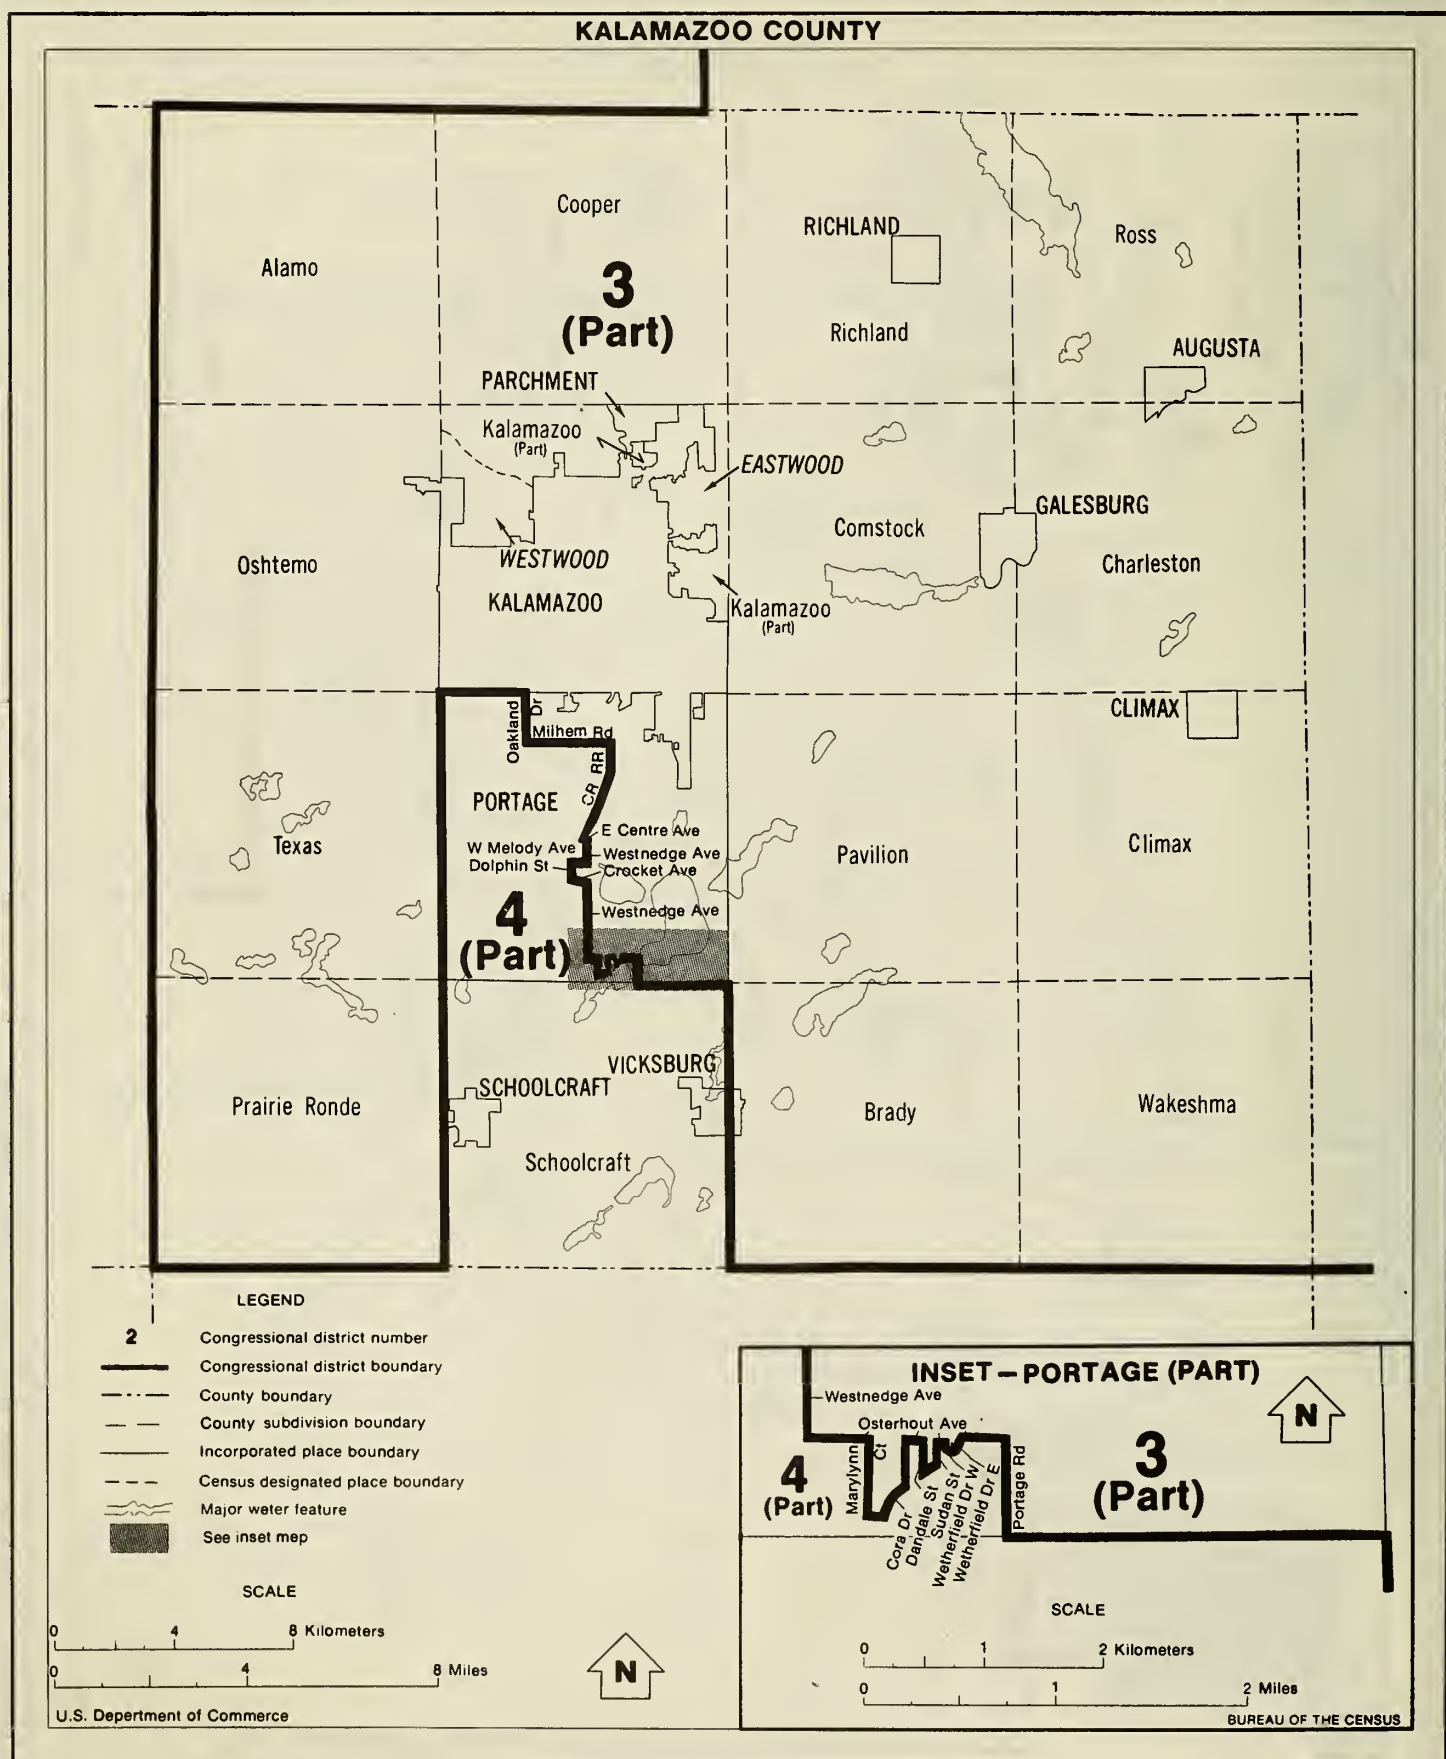 KALAMAZOO COUNTY
Cooper
RICHLAND
Ross
Alamo
3
(Part)
Richland
AUGUSTA
PARCHMENT
Kalamazoo
(Part)
EASTWOOD
GALESBURG
Comstock
WESTWOOD
Oshtemo
Charleston
KALAMAZOO
Kalamazoo
(Part)
Oakland
Dr
CLIMAX
Milhem Rd
CR RR
PORTAGE
E Centre Ave
Texas
W Melody Ave
Westnedge Ave
Pavilion
Climax
Dolphin St
Crocket Ave
4
(Part)
Westnedge Ave
VICKSBURG
SCHOOLCRAFT
Prairie Ronde
Brady
Wakeshma
Schoolcraft
LEGEND
2 Congressional district number
Congressional district boundary
County boundary
County subdivision boundary
Incorporated place boundary
Census designated place boundary
Major weter feature
See inset mep
SCALE
0 4 8 Kilometers
0 4 8 Miles
N
U.S. Depertment of Commerce
INSET—PORTAGE (PART)
Westnedge Ave
Osterhout Ave
N
Marylynn
Ct
4
(Part)
3
(Part)
Cora Dr
Dandale St
Sudan St
Wetherfield Dr W
Wetherfield Dr E
Portage Rd
SCALE
0 1 2 Kilometers
0 1 2 Miles
BUREAU OF THE CENSUS